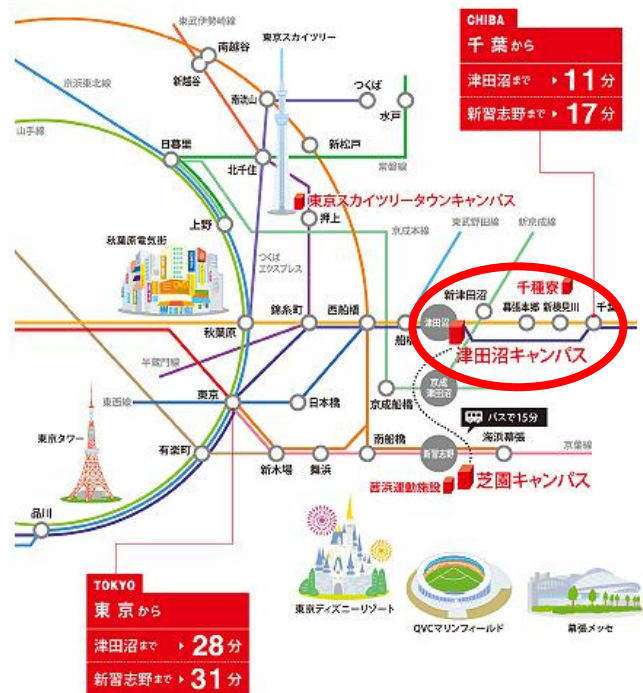 東武伊勢崎線
東京スカイツリー
CHIBA
千葉から
津田沼まで ▸ 11分
新習志野まで ▸ 17分
南越谷
新越谷
京浜東北線
山手線
南流山
つくば
水戸
日暮里
北千住
新松戸
常磐線
東京スカイツリータウンキャンパス
押上
上野
京成本線
東武野田線
新京成線
秋葉原電気街
つくば
エクスプレス
千種寮
新津田沼
幕張本郷
新検見川
千葉
錦糸町
西船橋
秋葉原
船橋
津田沼
津田沼キャンパス
半蔵門線
東西線
東京
日本橋
京成船橋
京成
津田沼
バスで15分
東京タワー
有楽町
新木場
舞浜
南船橋
新習志野
海浜幕張
京葉線
茜浜運動施設
芝園キャンパス
品川
TOKYO
東京から
津田沼まで ▸ 28分
新習志野まで ▸ 31分
東京ディズニーリゾート
QVCマリンフィールド
幕張メッセ